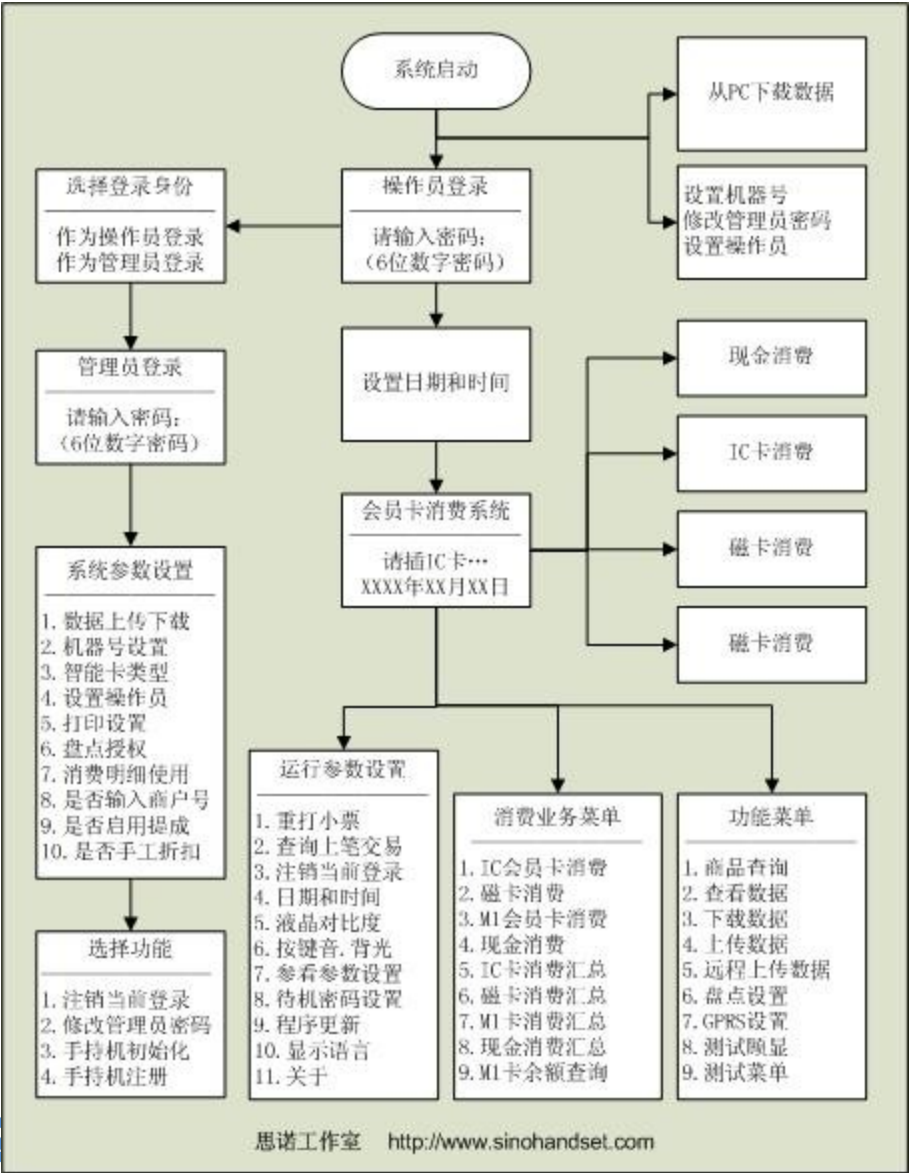 系统启动
从PC下载数据
设置机器号
修改管理员密码
设置操作员
选择登录身份
作为操作员登录
作为管理员登录
操作员登录
请输入密码:
(6位数字密码)
管理员登录
请输入密码:
(6位数字密码)
设置日期和时间
会员卡消费系统
请插IC卡…
XXXX年XX月XX日
现金消费
IC卡消费
磁卡消费
磁卡消费
系统参数设置
1. 数据上传下载
2. 机器号设置
3. 智能卡类型
4. 设置操作员
5. 打印设置
6. 盘点授权
7. 消费明细使用
8. 是否输入商户号
9. 是否启用提成
10. 是否手工折扣
选择功能
1. 注销当前登录
2. 修改管理员密码
3. 手持机初始化
4. 手持机注册
运行参数设置
1. 重打小票
2. 查询上笔交易
3. 注销当前登录
4. 日期和时间
5. 液晶对比度
6. 按键音.背光
7. 参看参数设置
8. 待机密码设置
9. 程序更新
10. 显示语言
11. 关于
消费业务菜单
1. IC会员卡消费
2. 磁卡消费
3. M1会员卡消费
4. 现金消费
5. IC卡消费汇总
6. 磁卡消费汇总
7. M1卡消费汇总
8. 现金消费汇总
9. M1卡余额查询
功能菜单
1. 商品查询
2. 查看数据
3. 下载数据
4. 上传数据
5. 远程上传数据
6. 盘点设置
7. GPRS设置
8. 测试顾显
9. 测试菜单
思诺工作室 http://www.sinohandset.com